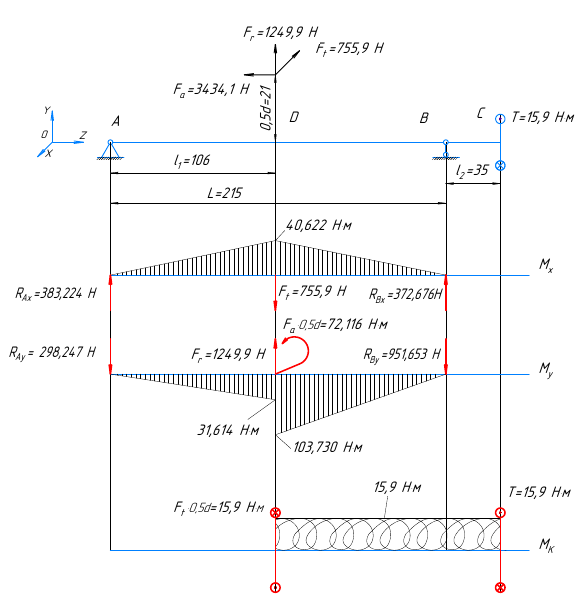 Fr=1249,9 Н
Ft=755,9 Н
Fa=3434,1 Н
0,5d=21
Y
O
Z
X
A
D
B
C
T=15,9 Нм
l1=106
l2=35
L=215
40,622 Нм
Mx
RAx=383,224 Н
Ft=755,9 Н
RBx=372,676Н
Fa·0,5d=72,116 Нм
RAy= 298,247 Н
Fr=1249,9 Н
RBy=951,653 Н
My
31,614 Нм
103,730 Нм
Ft·0,5d=15,9 Нм
15,9 Нм
T=15,9 Нм
MК